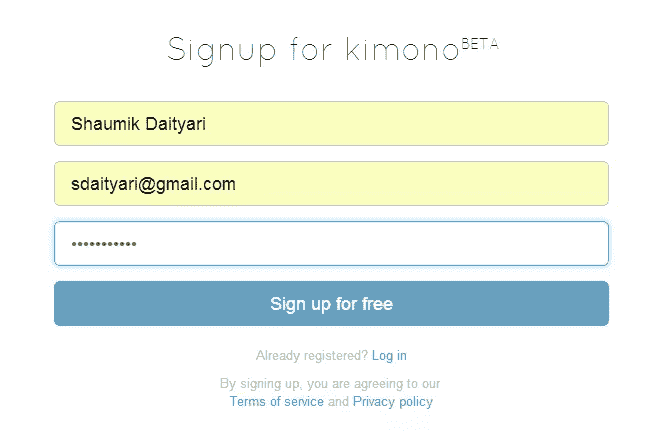 Signup for kimono BETA
Shaumik Daityari
sdaityari@gmail.com
•••••••••••
Sign up for free
Already registered? Log in
By signing up, you are agreeing to our
Terms of service and Privacy policy